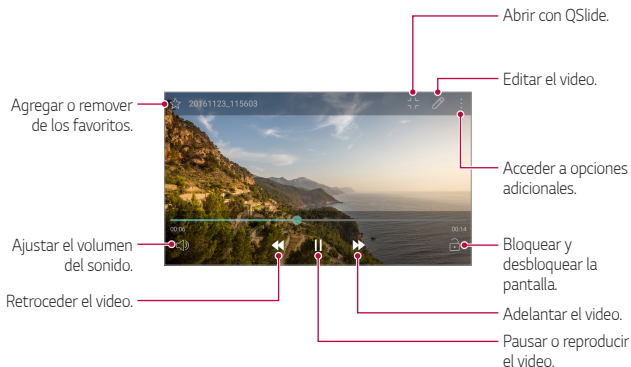 Abrir con QSlide.
Editar el video.
Agregar o remover
de los favoritos.
20161123_115603
Acceder a opciones
adicionales.
00:06
00:14
Ajustar el volumen
del sonido.
Bloquear y
desbloquear la
pantalla.
Retroceder el video.
Adelantar el video.
Pausar o reproducir
el video.